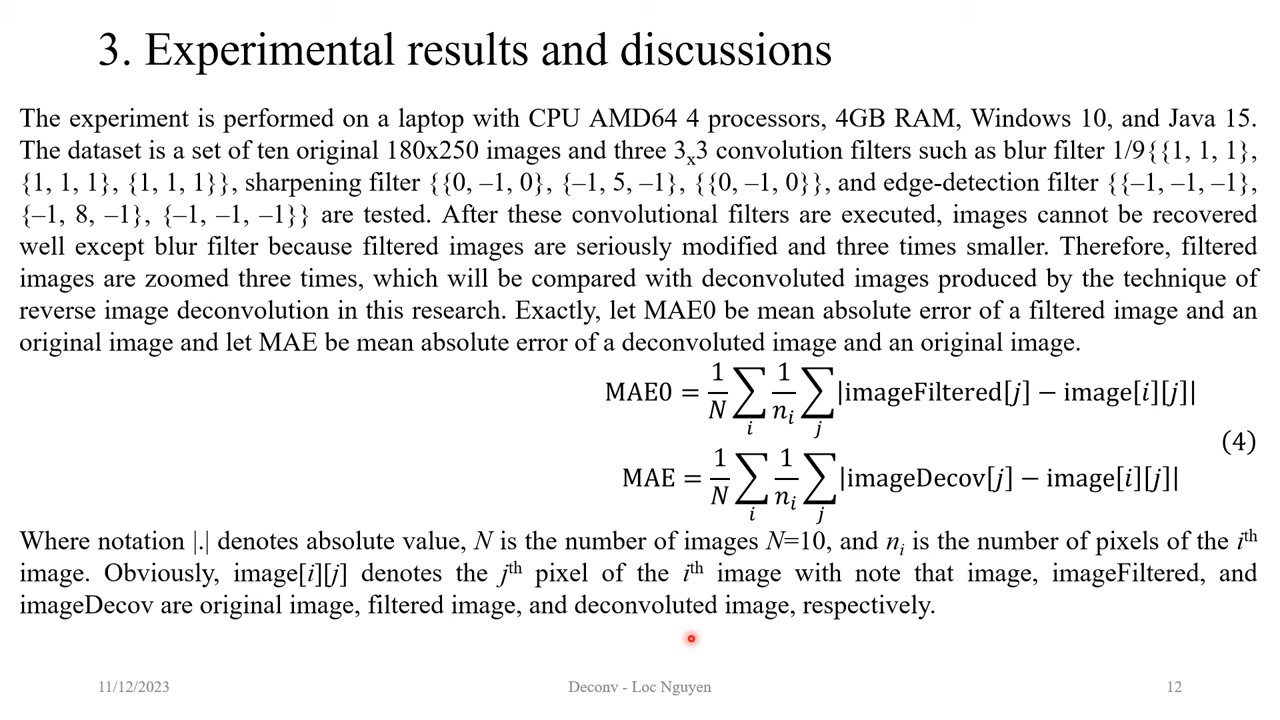 3. Experimental results and discussions
The experiment is performed on a laptop with CPU AMD64 4 processors, 4GB RAM, Windows 10, and Java 15.
The dataset is a set of ten original 180x250 images and three 3x3 convolution filters such as blur filter 1/9{{1, 1, 1},
{1, 1, 1}, {1, 1, 1}}, sharpening filter {{0, –1, 0}, {–1, 5, –1}, {{0, –1, 0}}, and edge-detection filter {{–1, –1, –1},
{–1, 8, –1}, {–1, –1, –1}} are tested. After these convolutional filters are executed, images cannot be recovered
well except blur filter because filtered images are seriously modified and three times smaller. Therefore, filtered
images are zoomed three times, which will be compared with deconvoluted images produced by the technique of
reverse image deconvolution in this research. Exactly, let MAE0 be mean absolute error of a filtered image and an
original image and let MAE be mean absolute error of a deconvoluted image and an original image.
MAE0 = 1/N ∑_i 1/n_i ∑_j |imageFiltered[j] − image[i][j]|
(4)
MAE = 1/N ∑_i 1/n_i ∑_j |imageDecov[j] − image[i][j]|
Where notation |.| denotes absolute value, N is the number of images N=10, and n_i is the number of pixels of the i^th
image. Obviously, image[i][j] denotes the j^th pixel of the i^th image with note that image, imageFiltered, and
imageDecov are original image, filtered image, and deconvoluted image, respectively.
11/12/2023
Deconv - Loc Nguyen
12